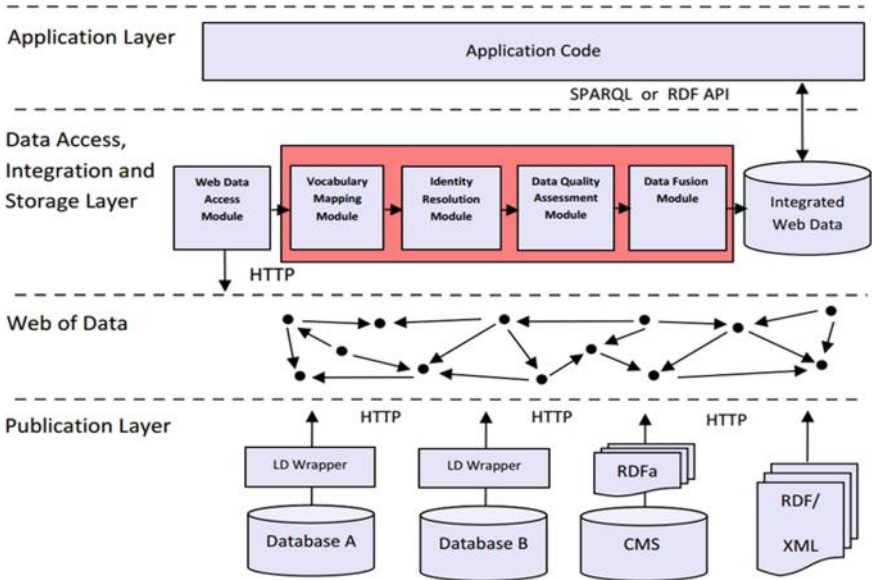 Application Layer
Application Code
SPARQL or RDF API
Data Access,
Integration and
Storage Layer
Web Data
Access
Module
Vocabulary
Mapping
Module
Identity
Resolution
Module
Data Quality
Assessment
Module
Data Fusion
Module
Integrated
Web Data
HTTP
Web of Data
Publication Layer
HTTP
HTTP
HTTP
LD Wrapper
LD Wrapper
RDFa
RDF/
XML
Database A
Database B
CMS